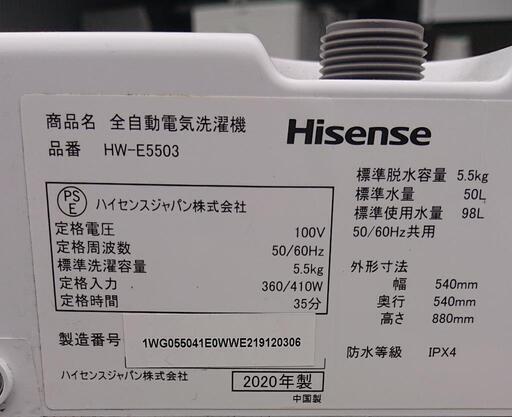 商品名 全自動電気洗濯機
品番 HW-E5503
Hisense
PS
E
ハイセンスジャパン株式会社
定格電圧 100V
定格周波数 50/60Hz
標準洗濯容量 5.5kg
定格入力 360/410W
定格時間 35分
製造番号 1WG055041E0WWE219120306
ハイセンスジャパン株式会社
2020年製
中国製
標準脱水容量 5.5kg
標準水量 50L
標準使用水量 98L
50/60Hz共用
外形寸法
幅 540mm
奥行 540mm
高さ 880mm
防水等級 IPX4